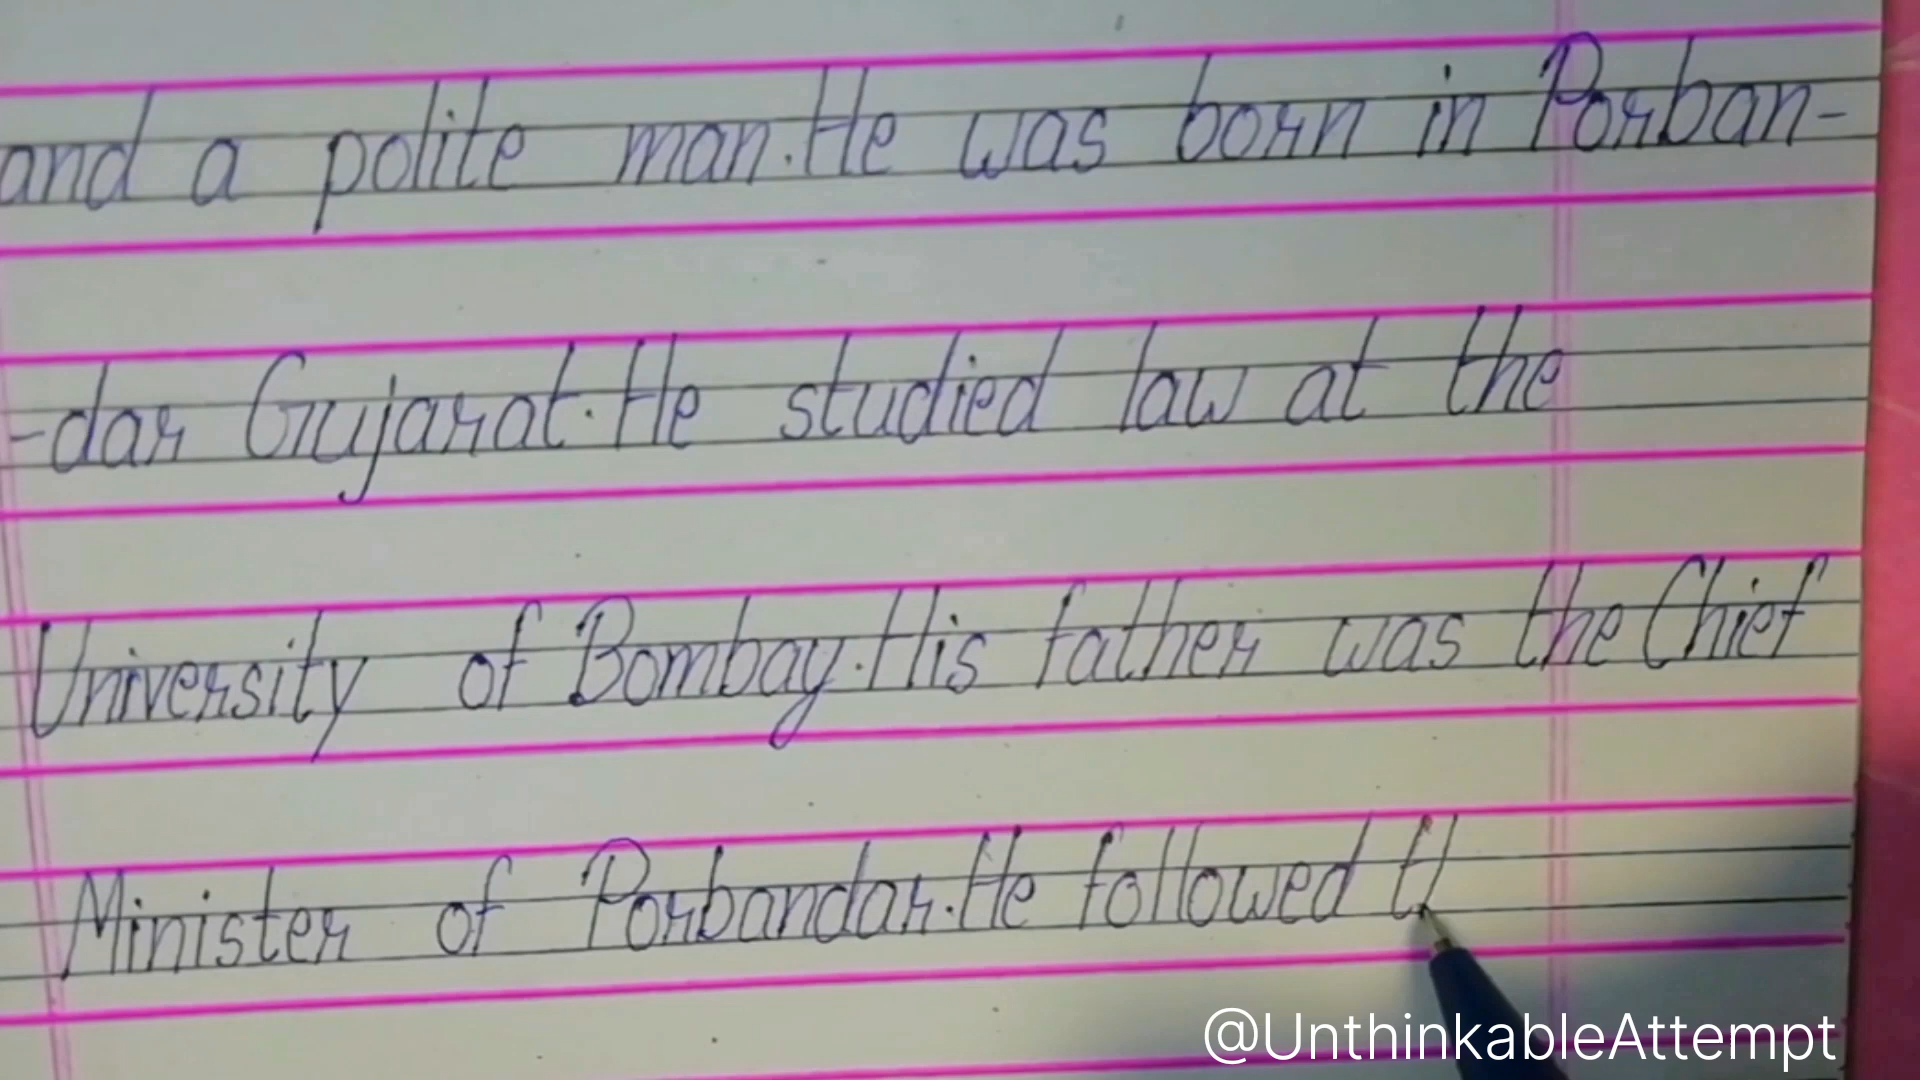 and a polite man. He was born in Porban-
-dar Gujarat. He studied law at the
University of Bombay. His father was the Chief
Minister of Porbandar. He followed
@UnthinkableAttempt